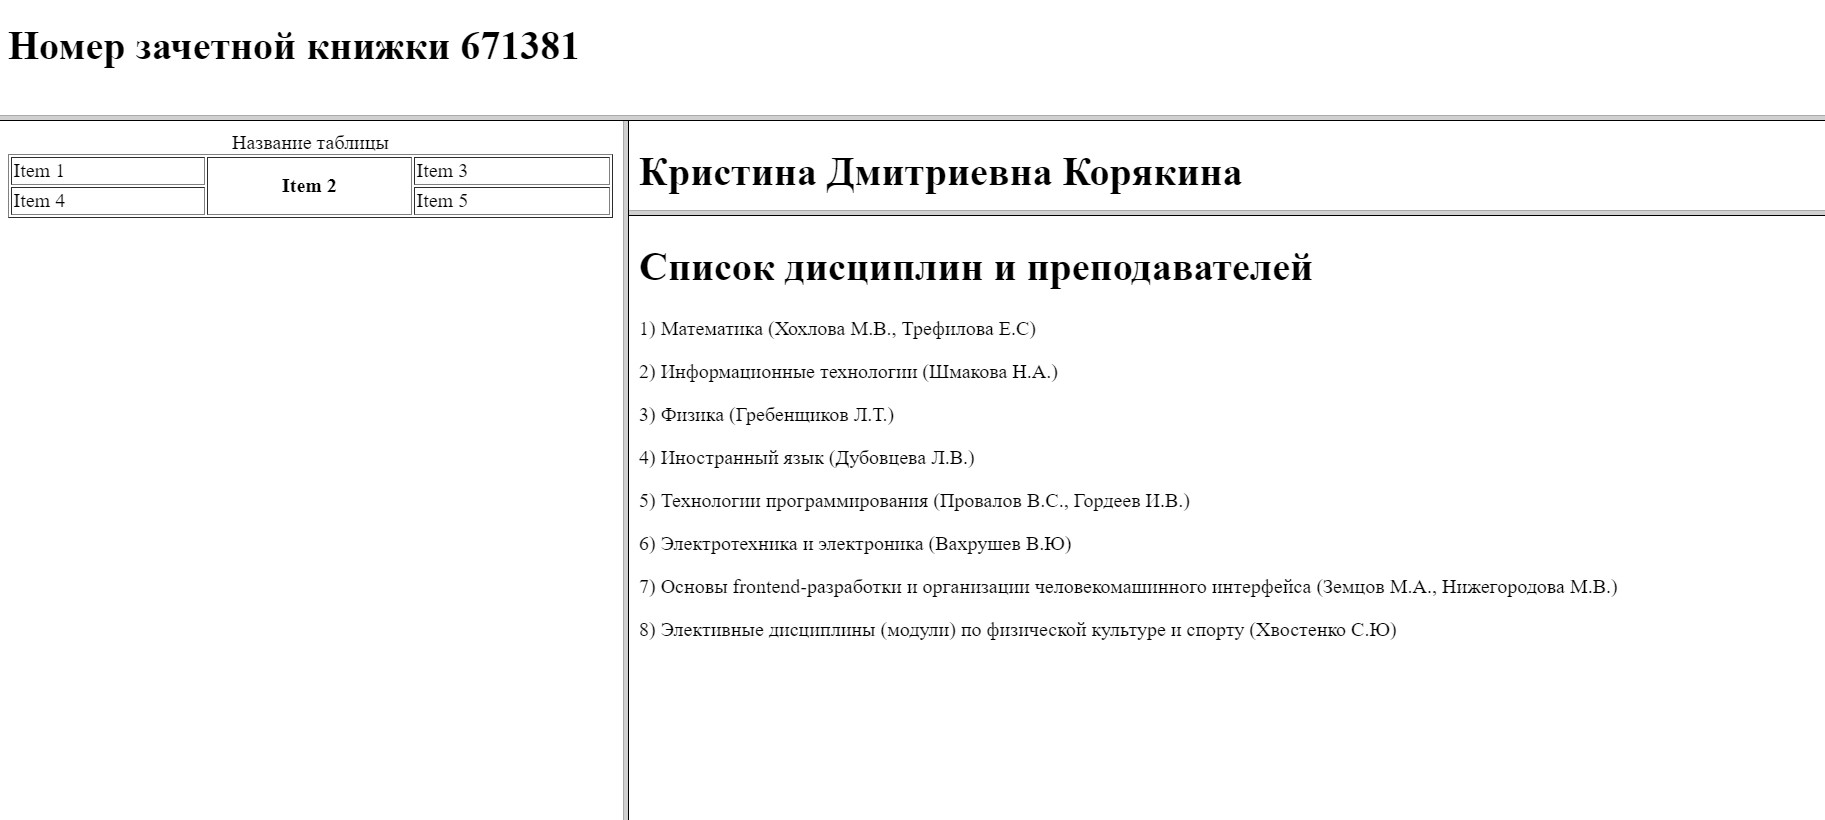 Номер зачетной книжки 671381
Название таблицы
Item 1 Item 2 Item 3
Item 4 Item 5
Кристина Дмитриевна Корякина
Список дисциплин и преподавателей
1) Математика (Хохлова М.В., Трефилова Е.С)
2) Информационные технологии (Шмакова Н.А.)
3) Физика (Гребенщиков Л.Т.)
4) Иностранный язык (Дубовцева Л.В.)
5) Технологии программирования (Провалов В.С., Гордеев И.В.)
6) Электротехника и электроника (Вахрушев В.Ю)
7) Основы frontend-разработки и организации человекомашинного интерфейса (Земцов М.А., Нижегородова М.В.)
8) Элективные дисциплины (модули) по физической культуре и спорту (Хвостенко С.Ю)